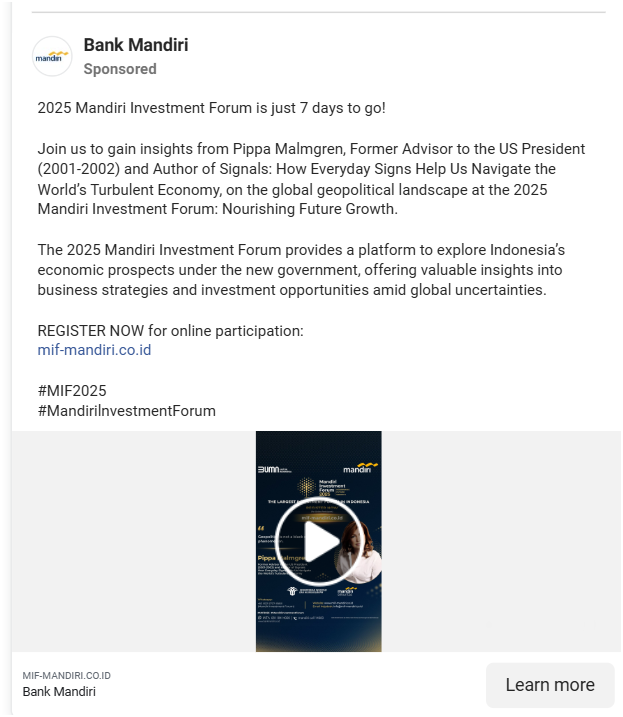 mandiri
Bank Mandiri
Sponsored
2025 Mandiri Investment Forum is just 7 days to go!
Join us to gain insights from Pippa Malmgren, Former Advisor to the US President
(2001-2002) and Author of Signals: How Everyday Signs Help Us Navigate the
World's Turbulent Economy, on the global geopolitical landscape at the 2025
Mandiri Investment Forum: Nourishing Future Growth.
The 2025 Mandiri Investment Forum provides a platform to explore Indonesia's
economic prospects under the new government, offering valuable insights into
business strategies and investment opportunities amid global uncertainties.
REGISTER NOW for online participation:
mif-mandiri.co.id
#MIF2025
#MandiriInvestmentForum
BUMN
mandiri
Mandiri
Investment
Forum
2025
THE LARGEST
INDONESIA
Pippa Malmgre
MIF-MANDIRI.CO.ID
Bank Mandiri
Learn more